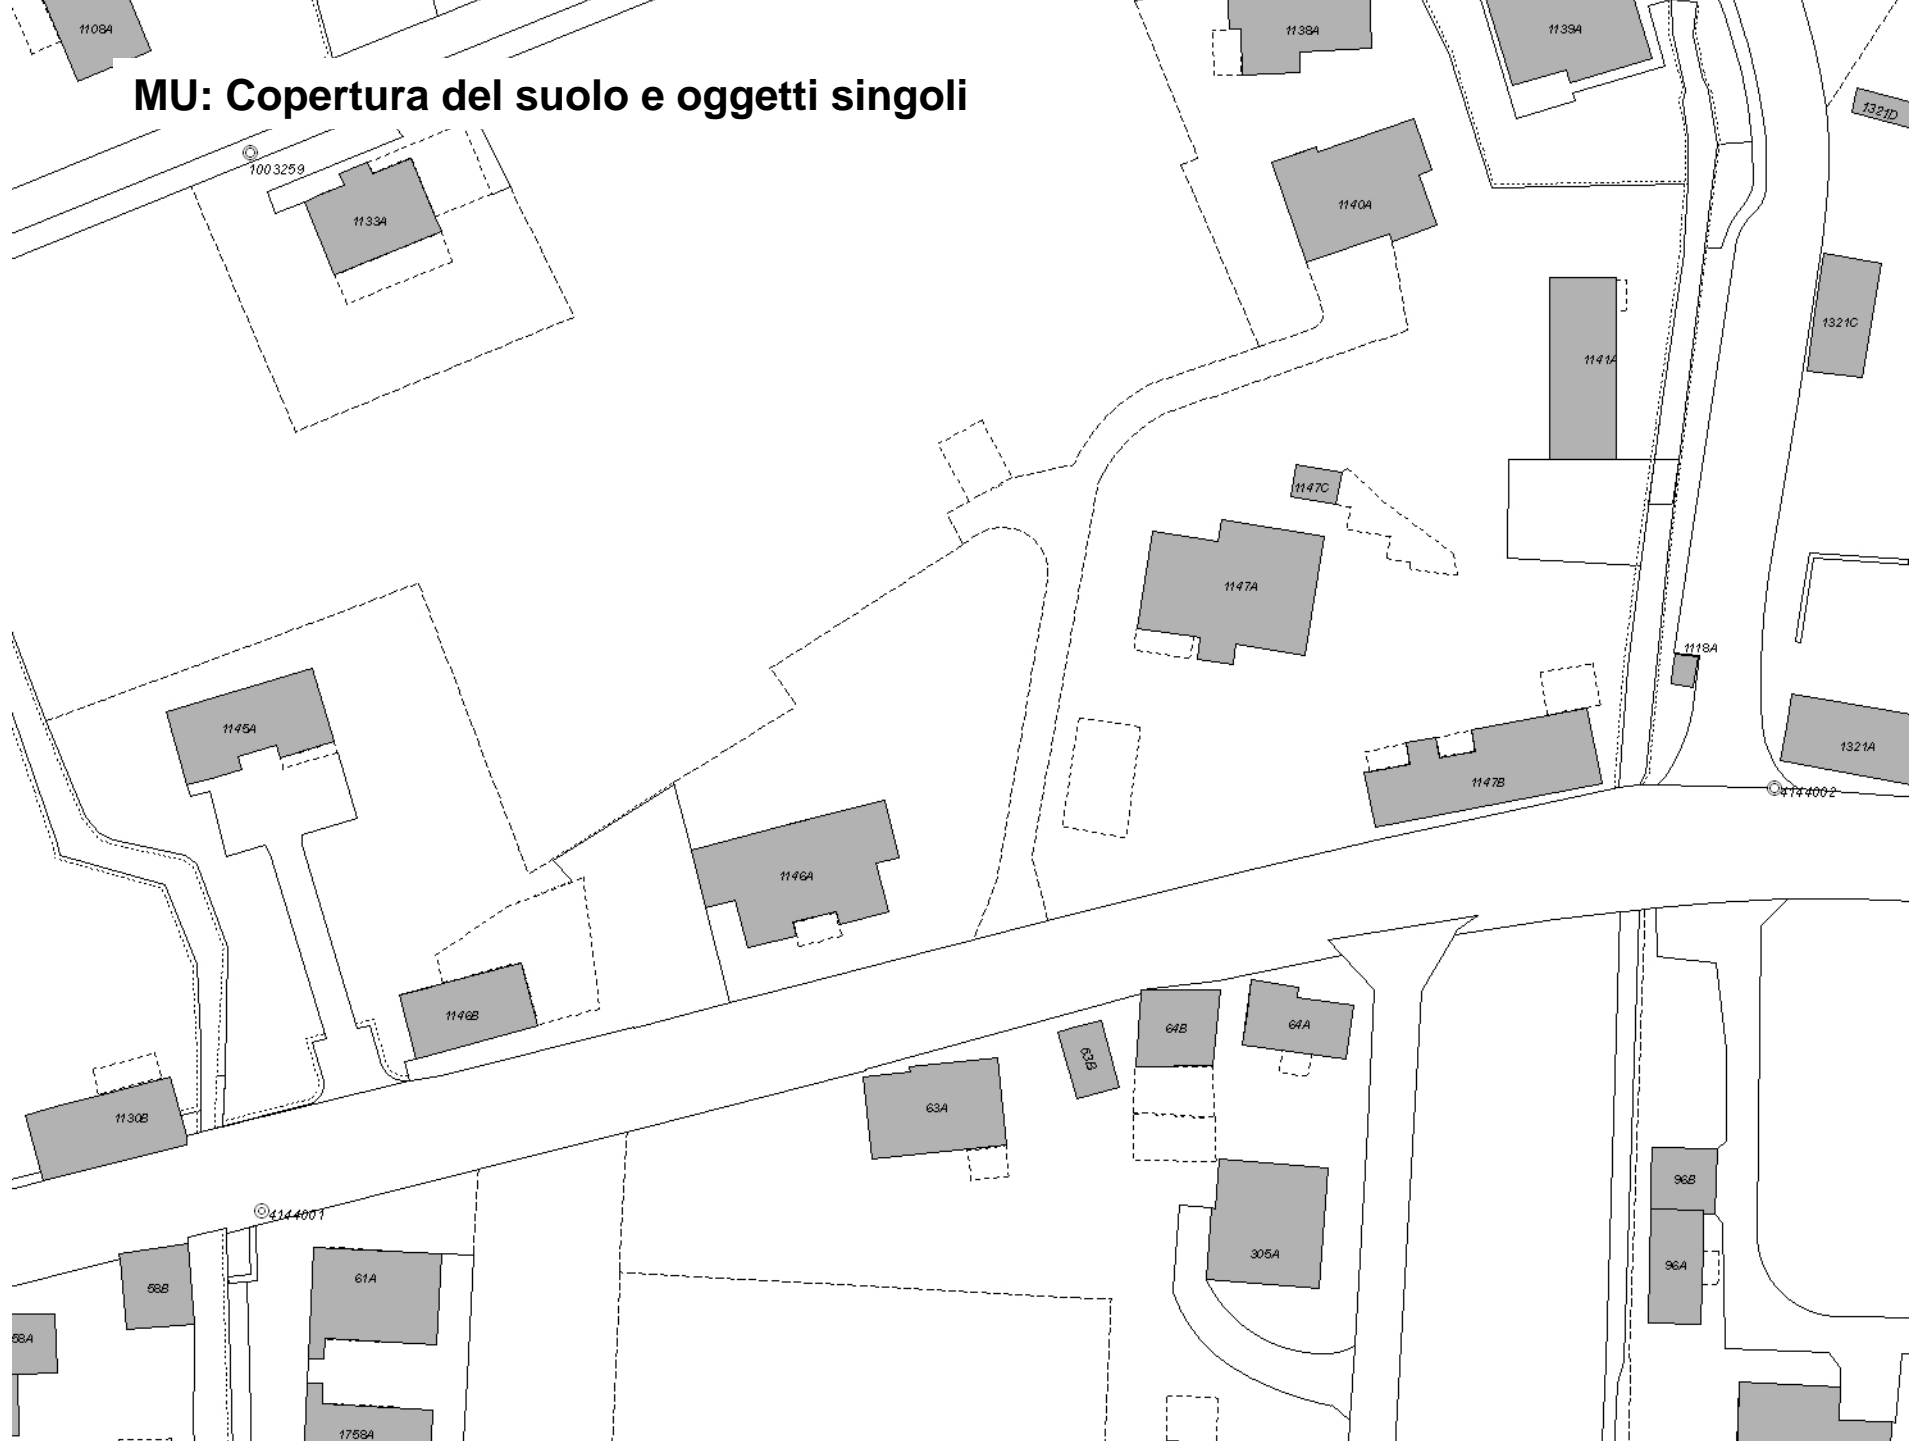 1108A
1138A
1139A
MU: Copertura del suolo e oggetti singoli
1321D
1003259
1133A
1140A
1321C
1141A
1147C
1147A
1118A
1145A
1321A
1147B
4144002
1146A
1146B
64B
64A
63B
63A
1130B
96B
4144001
305A
96A
61A
58B
58A
1758A